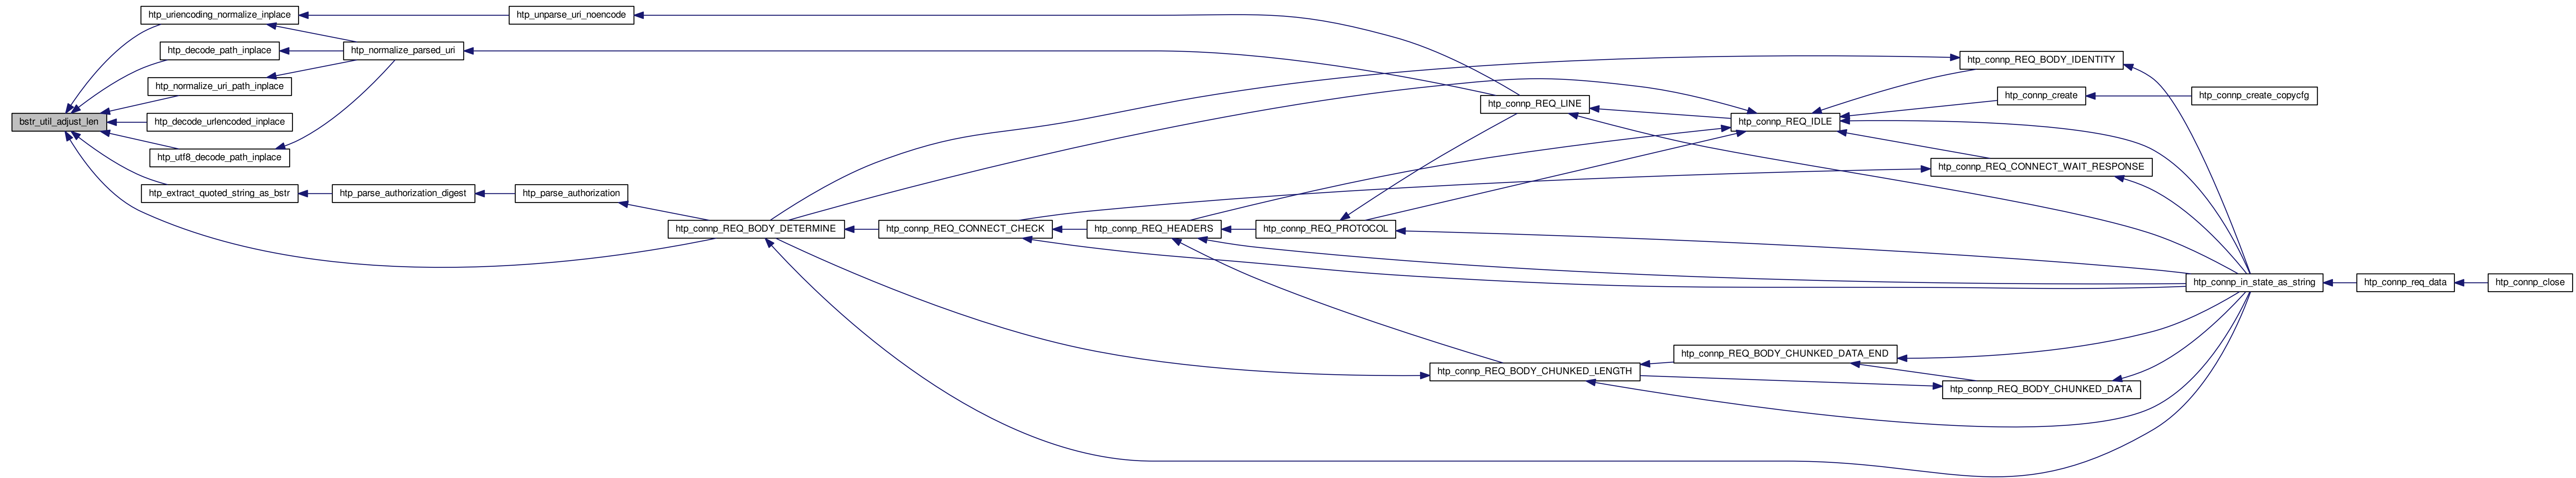 htp_uriencoding_normalize_inplace
htp_unparse_uri_noencode
htp_decode_path_inplace
htp_normalize_parsed_uri
htp_normalize_uri_path_inplace
bstr_util_adjust_len
htp_decode_urlencoded_inplace
htp_utf8_decode_path_inplace
htp_extract_quoted_string_as_bstr
htp_parse_authorization_digest
htp_parse_authorization
htp_connp_REQ_BODY_DETERMINE
htp_connp_REQ_CONNECT_CHECK
htp_connp_REQ_HEADERS
htp_connp_REQ_PROTOCOL
htp_connp_REQ_LINE
htp_connp_REQ_IDLE
htp_connp_REQ_BODY_IDENTITY
htp_connp_create
htp_connp_create_copycfg
htp_connp_REQ_CONNECT_WAIT_RESPONSE
htp_connp_in_state_as_string
htp_connp_req_data
htp_connp_close
htp_connp_REQ_BODY_CHUNKED_DATA_END
htp_connp_REQ_BODY_CHUNKED_LENGTH
htp_connp_REQ_BODY_CHUNKED_DATA